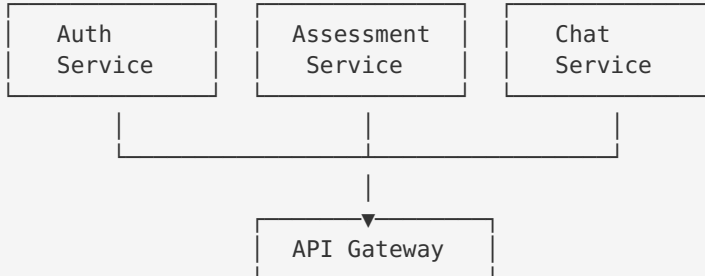 Auth Assessment Chat
Service Service Service
API Gateway